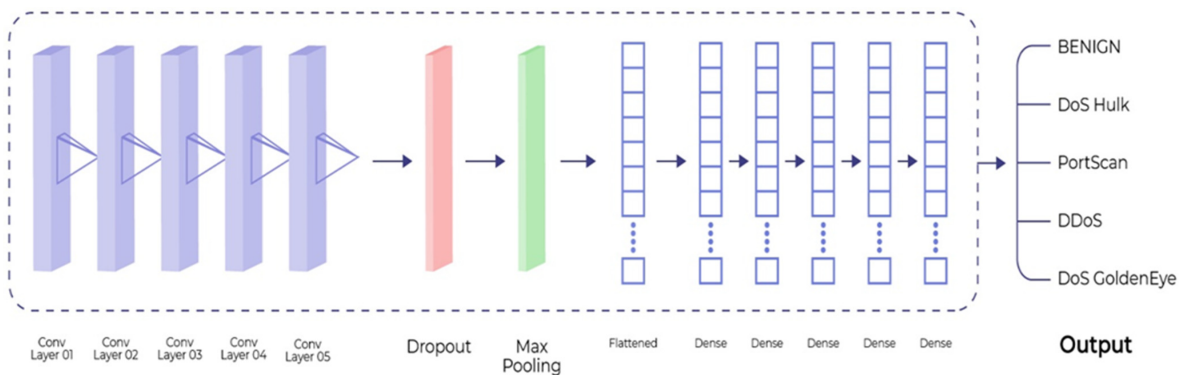 BENIGN
DoS Hulk
PortScan
DDoS
DoS GoldenEye
Conv
Layer 01
Conv
Layer 02
Conv
Layer 03
Conv
Layer 04
Conv
Layer 05
Dropout
Max
Pooling
Flattened
Dense
Dense
Dense
Dense
Dense
Output